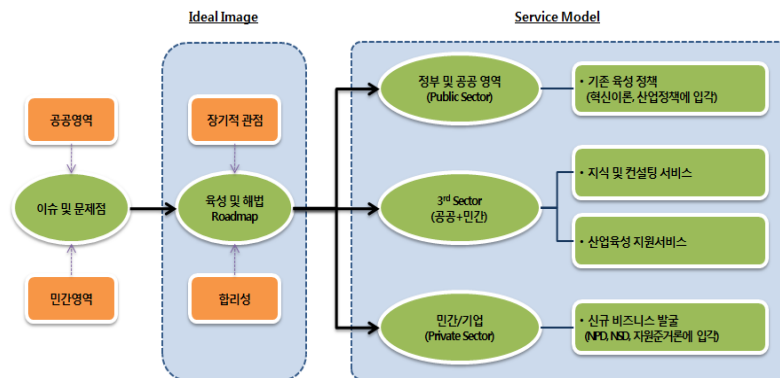 Ideal Image
Service Model
공공영역
이슈 및 문제점
민간영역
장기적 관점
육성 및 해법
Roadmap
합리성
정부 및 공공 영역
(Public Sector)
• 기존 육성 정책
(혁신이론, 산업정책에 입각)
3rd Sector
(공공+민간)
• 지식 및 컨설팅 서비스
• 산업육성 지원서비스
민간/기업
(Private Sector)
• 신규 비즈니스 발굴
(NPD, NSD, 자원준거론에 입각)